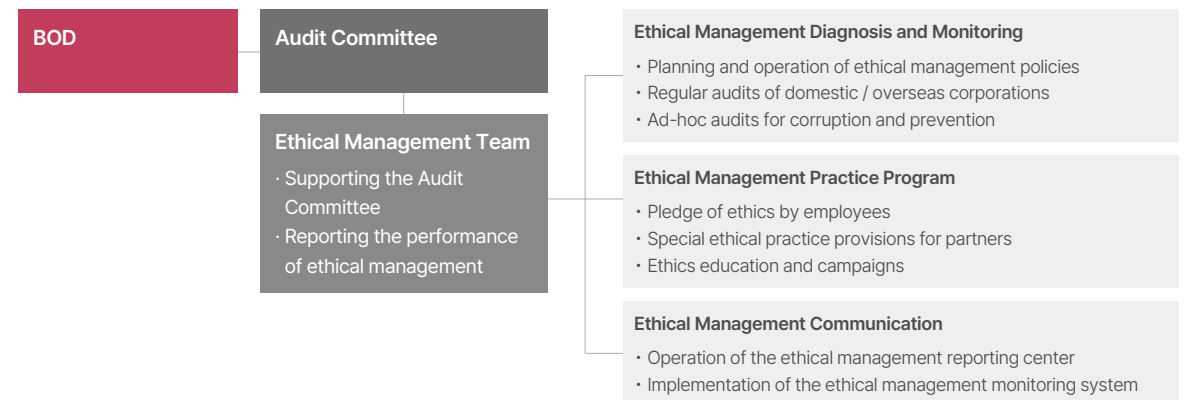 BOD
Audit Committee
Ethical Management Team
· Supporting the Audit
Committee
· Reporting the performance
of ethical management
Ethical Management Diagnosis and Monitoring
• Planning and operation of ethical management policies
• Regular audits of domestic / overseas corporations
• Ad-hoc audits for corruption and prevention
Ethical Management Practice Program
• Pledge of ethics by employees
• Special ethical practice provisions for partners
• Ethics education and campaigns
Ethical Management Communication
• Operation of the ethical management reporting center
• Implementation of the ethical management monitoring system